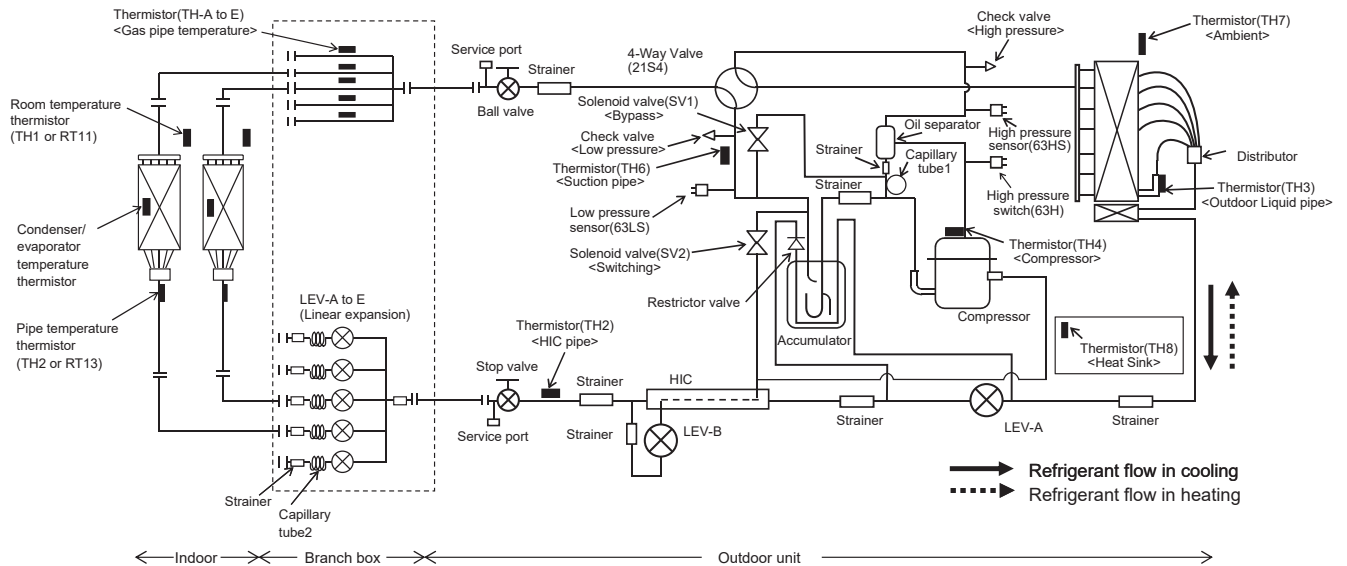 Thermistor(TH-A to E)
<Gas pipe temperature>
Service port
Strainer
Ball valve
4-Way Valve
(21S4)
Check valve
<High pressure>
Thermistor(TH7)
<Ambient>
Room temperature
thermistor
(TH1 or RT11)
Solenoid valve(SV1)
<Bypass>
Check valve
<Low pressure>
Thermistor(TH6)
<Suction pipe>
Oil separator
Strainer
Capillary
tube1
Strainer
High pressure
sensor(63HS)
High pressure
switch(63H)
Distributor
Thermistor(TH3)
<Outdoor Liquid pipe>
Low pressure
sensor(63LS)
Solenoid valve(SV2)
<Switching>
Condenser/
evaporator
temperature
thermistor
Thermistor(TH4)
<Compressor>
Restrictor valve
Compressor
Accumulator
LEV-A to E
(Linear expansion)
Pipe temperature
thermistor
(TH2 or RT13)
Thermistor(TH2)
<HIC pipe>
Thermistor(TH8)
<Heat Sink>
Stop valve
Strainer
HIC
Service port
Strainer
LEV-B
Strainer
LEV-A
Strainer
Strainer
Capillary
tube2
Refrigerant flow in cooling
Refrigerant flow in heating
Indoor
Branch box
Outdoor unit